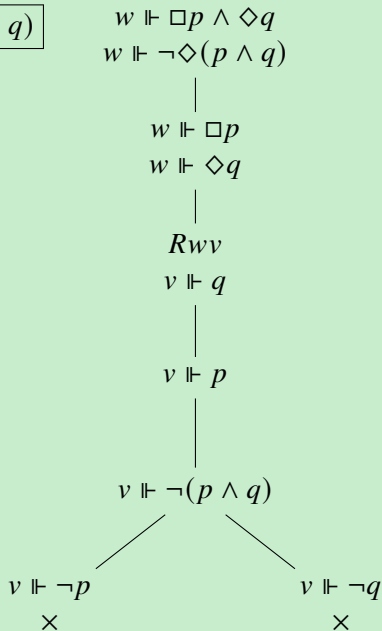 q)
w ⊩ □p ∧ ◇q
w ⊩ ¬◇(p ∧ q)
w ⊩ □p
w ⊩ ◇q
Rwv
v ⊩ q
v ⊩ p
v ⊩ ¬(p ∧ q)
v ⊩ ¬p v ⊩ ¬q
× ×